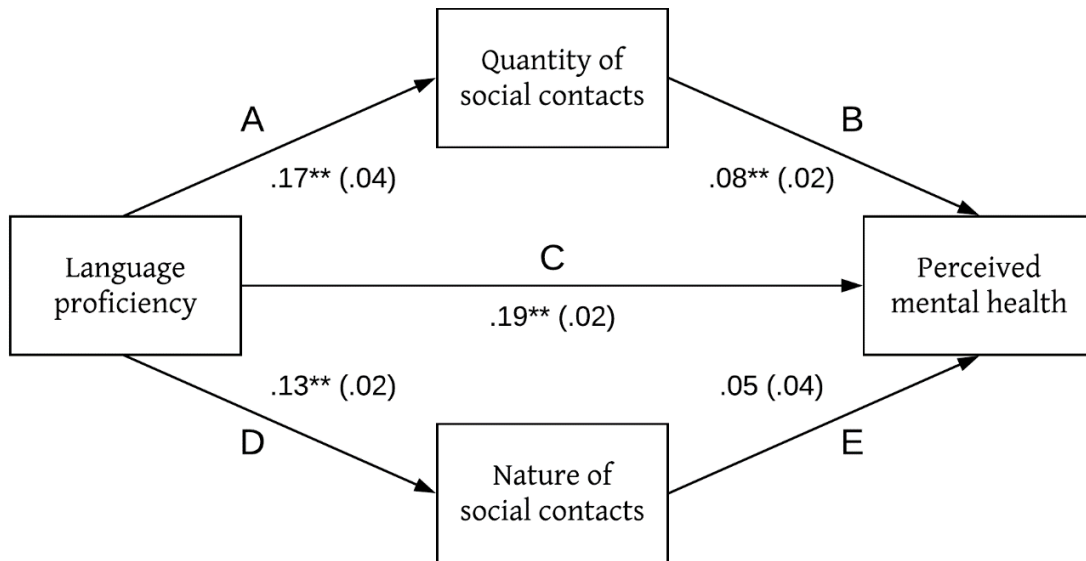 Quantity of
social contacts
A
B
.17** (.04)
.08** (.02)
Language
proficiency
C
.19** (.02)
Perceived
mental health
.13** (.02)
.05 (.04)
D
E
Nature of
social contacts